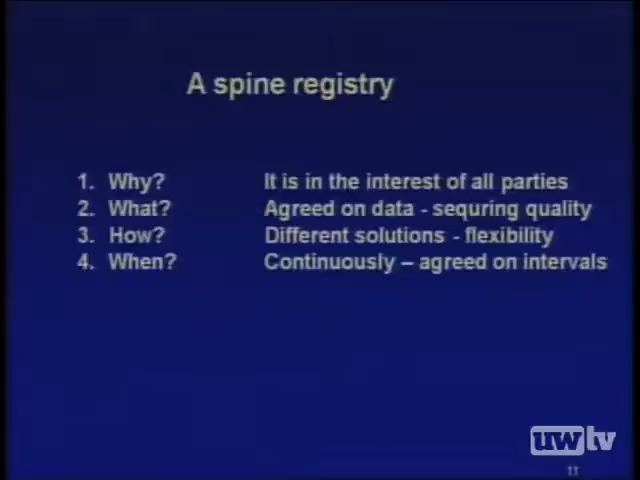 A spine registry
1. Why? It is in the interest of all parties
2. What? Agreed on data - sequring quality
3. How? Different solutions - flexibility
4. When? Continuously – agreed on intervals
uwtv
11